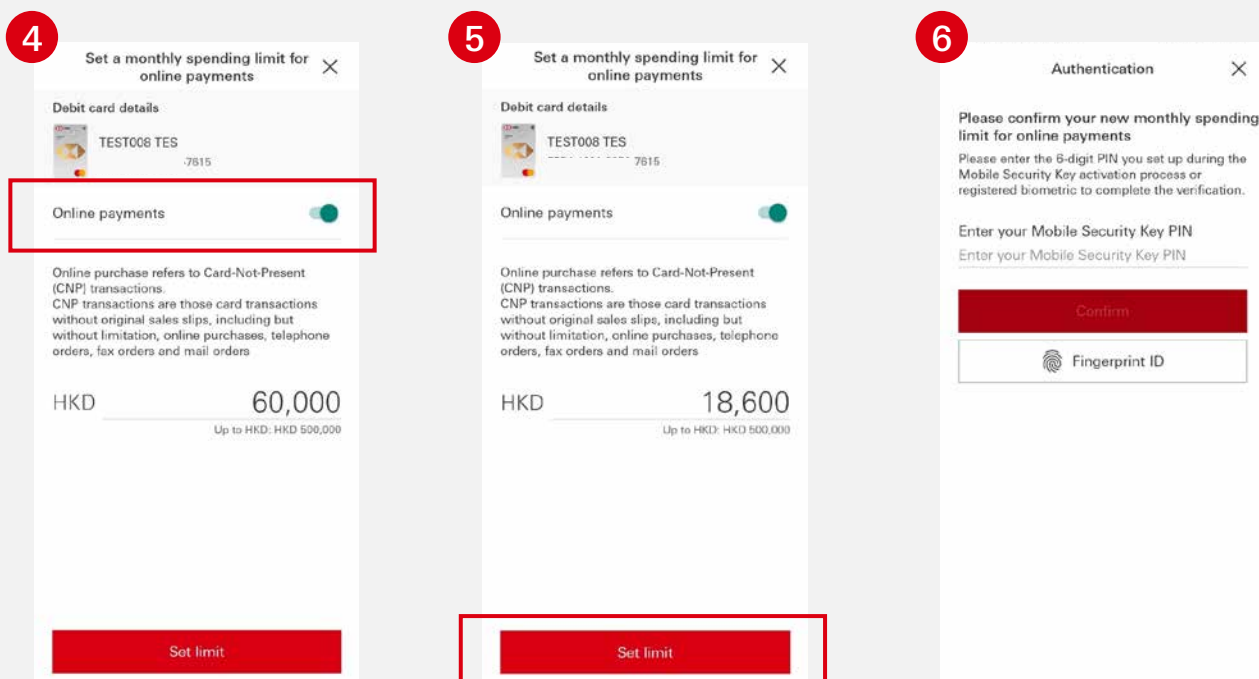 4
Set a monthly spending limit for
online payments
Debit card details
TEST008 TES
-7615
Online payments
Online purchase refers to Card-Not-Present
(CNP) transactions.
CNP transactions are those card transactions
without original sales slips, including but
without limitation, online purchases, telephone
orders, fax orders and mail orders
HKD 60,000
Up to HKD: HKD 500,000
Set limit
5
Set a monthly spending limit for
online payments
Debit card details
TEST008 TES
7615
Online payments
Online purchase refers to Card-Not-Present
(CNP) transactions.
CNP transactions are those card transactions
without original sales slips, including but
without limitation, online purchases, telephone
orders, fax orders and mail orders
HKD 18,600
Up to HKD: HKD 500,000
Set limit
6
Authentication
Please confirm your new monthly spending
limit for online payments
Please enter the 6-digit PIN you set up during the
Mobile Security Key activation process or
registered biometric to complete the verification.
Enter your Mobile Security Key PIN
Enter your Mobile Security Key PIN
Confirm
Fingerprint ID